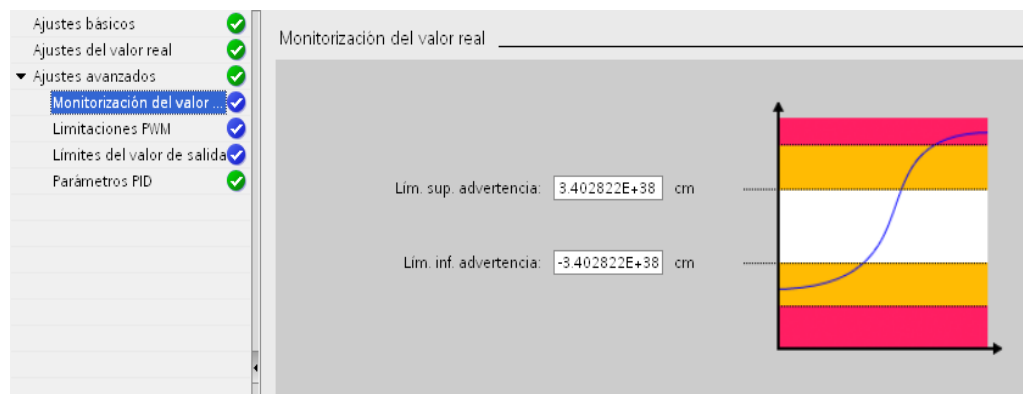 Ajustes básicos
Ajustes del valor real
Ajustes avanzados
Monitorización del valor ...
Limitaciones PWM
Límites del valor de salida
Parámetros PID
Monitorización del valor real
Lím. sup. advertencia: 3.402822E+38 cm
Lím. inf. advertencia: -3.402822E+38 cm